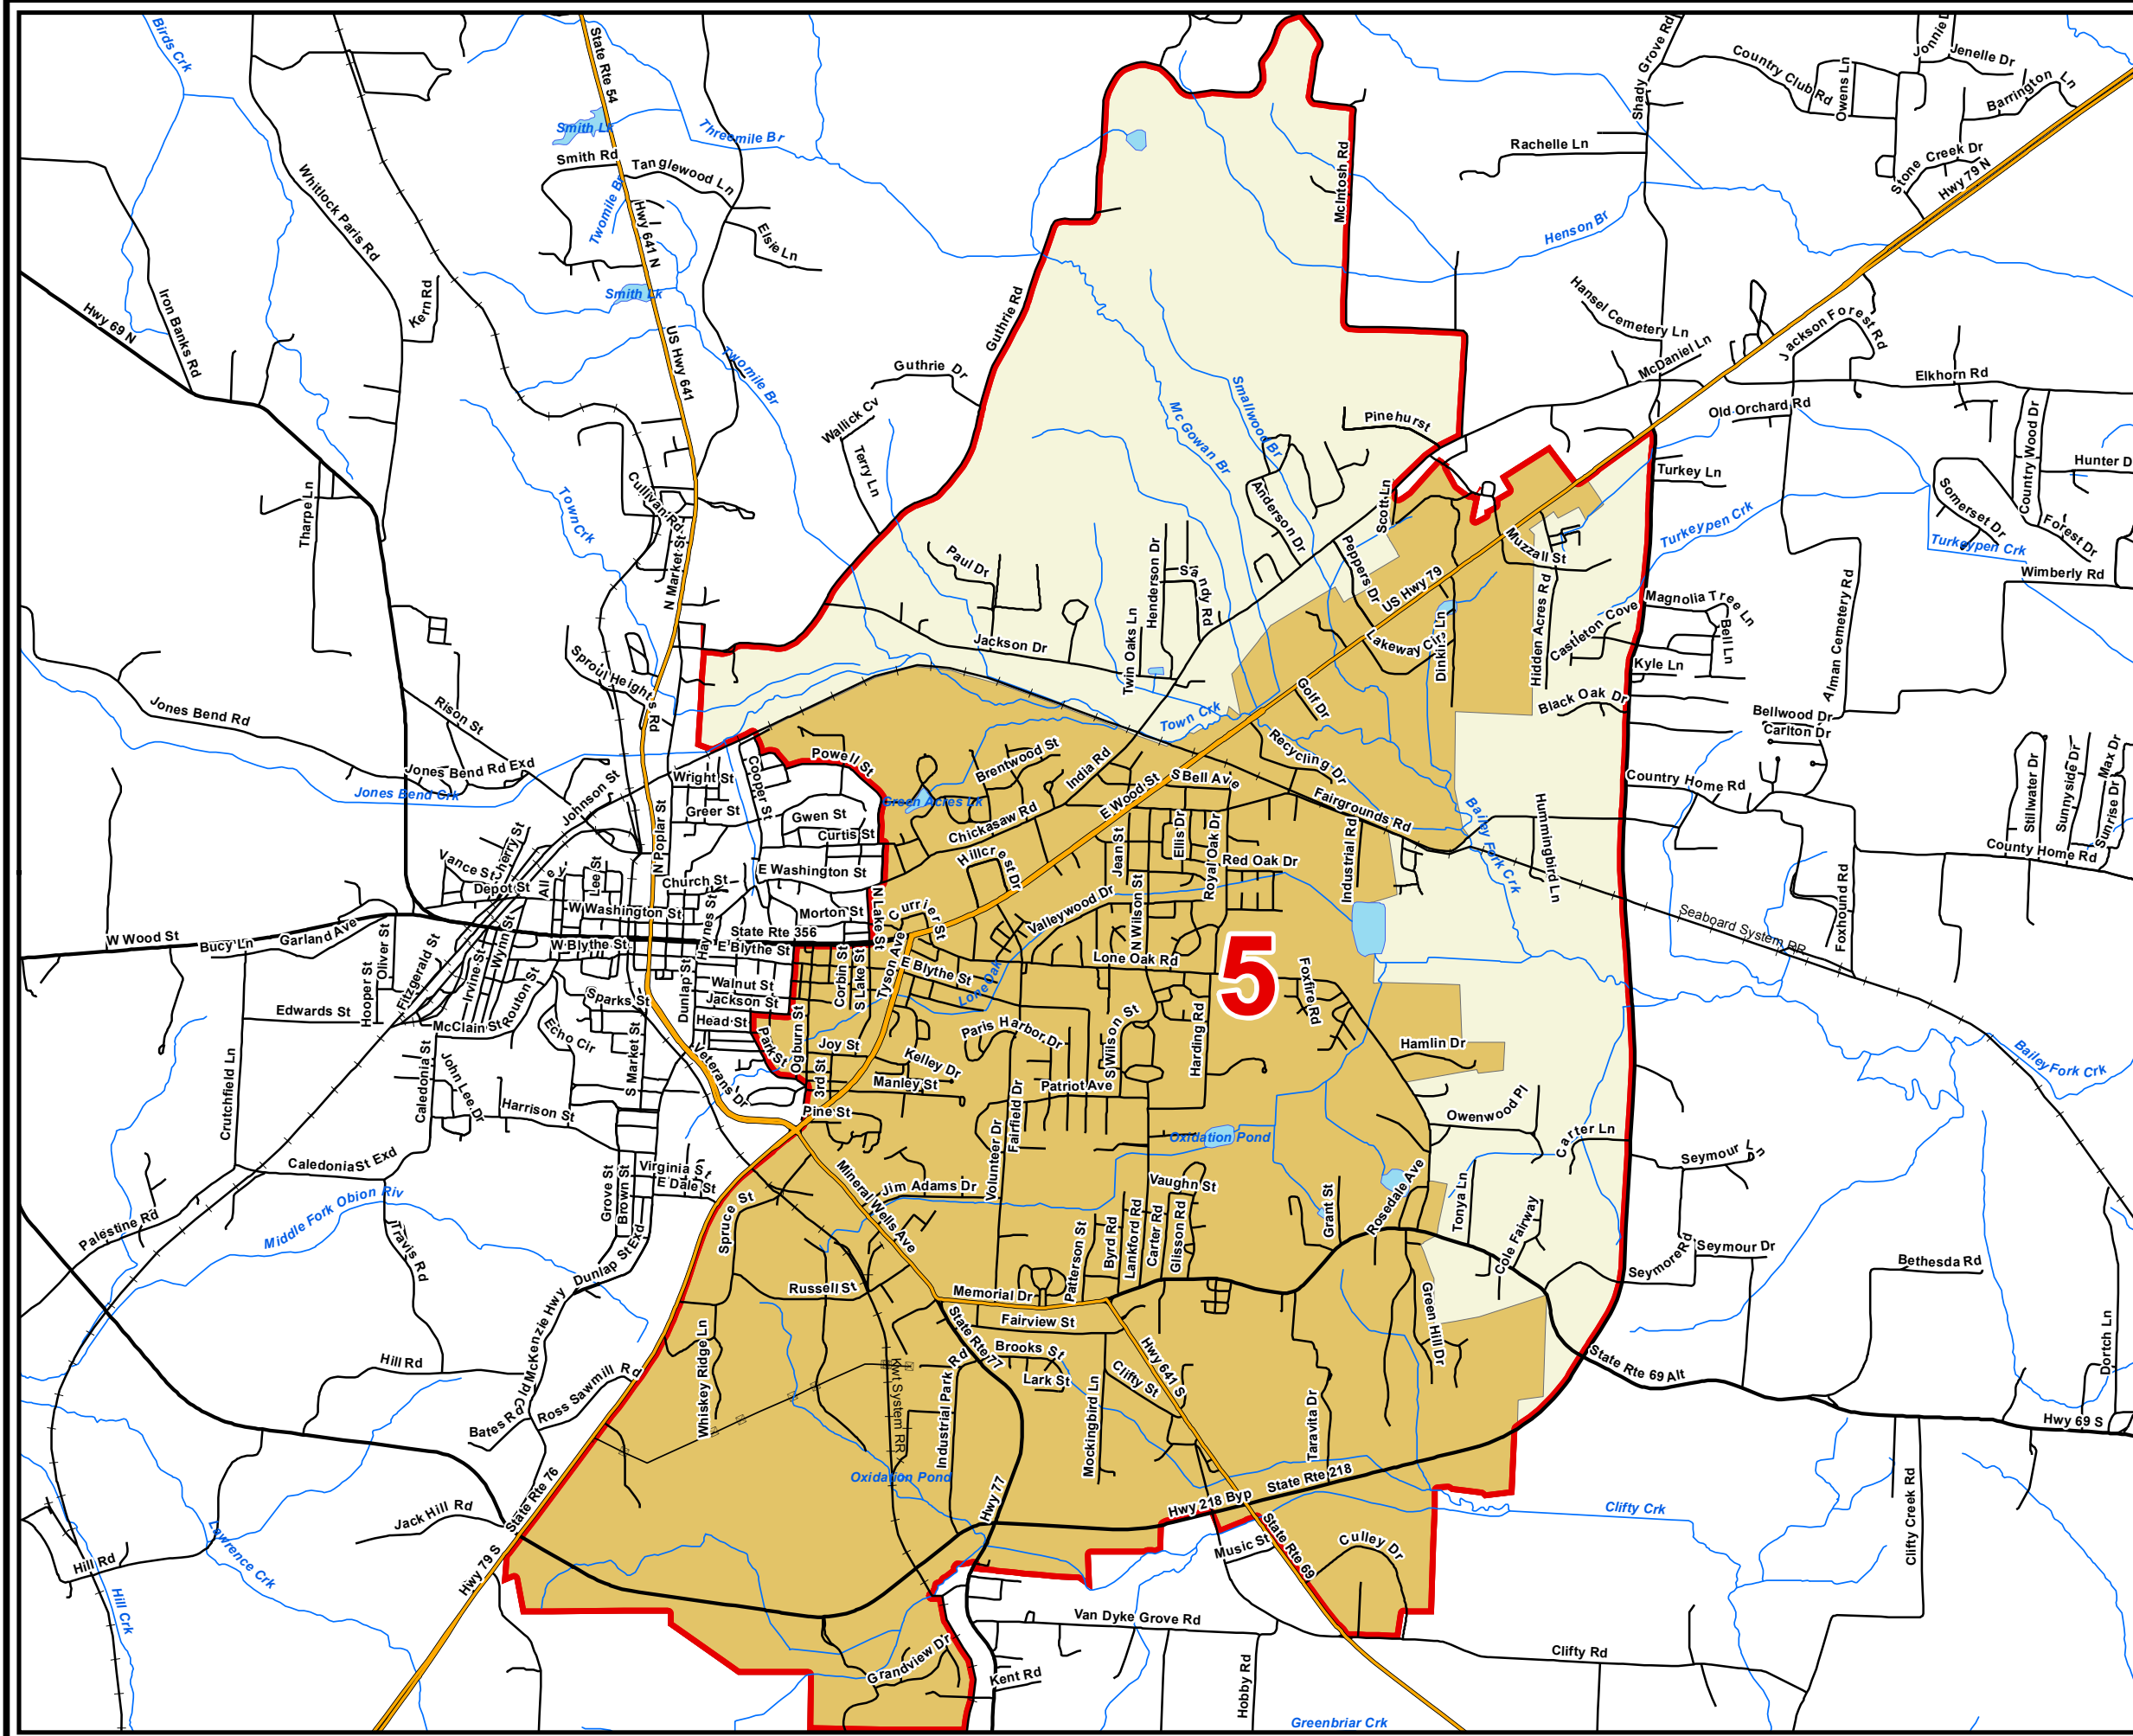 Birds Crk
State Rte 54
Shady Grove Rd
Country Club Rd
Owens Ln
Jenelle Dr
Barrington Ln
Smith Lk
Threemile Br
Smith Rd
Tanglewood Ln
Twomile Br
Hwy 641 N
Elsie Ln
Whitlock Paris Rd
McIntosh Rd
Rachelle Ln
Stone Creek Dr
Hwy 79 N
Henson Br
Smith Lk
Kern Rd
Iron Banks Rd
Hwy 69 N
US Hwy 641
Twomile Br
Guthrie Rd
Guthrie Dr
Wallick Cv
Terry Ln
Smallwood Br
Mc Gowan Br
Pinehurst
Hansel Cemetery Ln
McDaniel Ln
Jackson Forest Rd
Elkhorn Rd
Old Orchard Rd
Country Wood Dr
Hunter D
Turkey Ln
Somerset Dr
Forest Dr
Turkeypen Crk
Turkeypen Crk
Wimberly Rd
Tharpe Ln
Town Crk
Cullivan Rd
N Market St
Anderson Dr
Scott Ln
Peppers Dr
US Hwy 79
Muzzall St
Paul Dr
Henderson Dr
Sandy Rd
Twin Oaks Ln
Jackson Dr
Lakeway Cir
Dinkins Ln
Hidden Acres Rd
Castleton Cove
Magnolia Tree Ln
Bell Ln
Kyle Ln
Alman Cemetery Rd
Black Oak Dr
Bellwood Dr
Carlton Dr
Golf Dr
Town Crk
Sproul Heights Rd
Rison St
Jones Bend Rd
Jones Bend Rd Exd
Jones Bend Crk
Johnson St
Wright St
Cooper St
Powell St
Greer St
Gwen St
Curtis St
Green Acres Lk
Brentwood St
India Rd
Chickasaw Rd
E Wood St
S Bell Ave
Recycling Dr
Fairgrounds Rd
Bailey Fork Crk
Hummingbird Ln
Country Home Rd
County Home Rd
Stillwater Dr
Sunnyside Dr
Sunrise Dr
Max Dr
Foxhound Rd
Seaboard System RR
N Poplar St
Vance St
Cherry St
Depot St
Alley
Lee St
Church St
E Washington St
W Washington St
Haynes St
Morton St
State Rte 356
N Lake St
Currier St
Hillcrest Dr
Jean St
Ellis Dr
Royal Oak Dr
Red Oak Dr
Industrial Rd
Valleywood Dr
N Wilson St
Lone Oak Rd
W Wood St
Bucy Ln
Garland Ave
Oliver St
Hooper St
Fitzgerald St
Irvine St
Wynn St
Routon St
W Blythe St
E Blythe St
Walnut St
Jackson St
Dunlap St
Head St
Park St
Ogburn St
Corbin St
S Lake St
Tyson Ave
E Blythe St
Lone Oak
5
Foxfire Rd
Harding Rd
S Wilson St
Paris Harbor Dr
Kelley Dr
Manley St
Joy St
3rd St
Pine St
Patriot Ave
Fairfield Dr
Volunteer Dr
Hamlin Dr
Owenwood Pl
Carter Ln
Seymour Ln
Bailey Fork Crk
Edwards St
Crutchfield Ln
McClain St
Sparks St
Echo Cir
S Market St
Veterans Dr
Caledonia St
John Lee Dr
Harrison St
Caledonia St Exd
Virginia S
E Dale St
Grove St
Brown St
Dunlap St Exd
Palestine Rd
Middle Fork Obion Riv
Travis Rd
Spruce St
Mineral Wells Ave
Jim Adams Dr
Oxidation Pond
Vaughn St
Patterson St
Byrd Rd
Lankford Rd
Carter Rd
Glisson Rd
Grant St
Rosedale Ave
Tonya Ln
Cole Fairway
Seymore Rd
Seymour Dr
Bethesda Rd
Russell St
Memorial Dr
Fairview St
State Rte 77
Brooks St
Lark St
Hwy 641 S
Clifty St
Mockingbird Ln
Green Hill Dr
Taravita Dr
State Rte 69 Alt
Dortch Ln
Hwy 69 S
Hill Rd
Old McKenzie Hwy
Bates Rd
Ross Sawmill Rd
Whiskey Ridge Ln
Kwt System RR
Industrial Park Rd
Oxidation Pond
Hwy 77
Hwy 218 Byp
State Rte 218
Music St
State Rte 69
Culley Dr
Clifty Crk
Clifty Creek Rd
State Rte 76
Jack Hill Rd
Hwy 79 S
Hill Rd
Hill Crk
Lawrence Crk
Grandview Dr
Kent Rd
Van Dyke Grove Rd
Hobby Rd
Clifty Rd
Greenbriar Crk